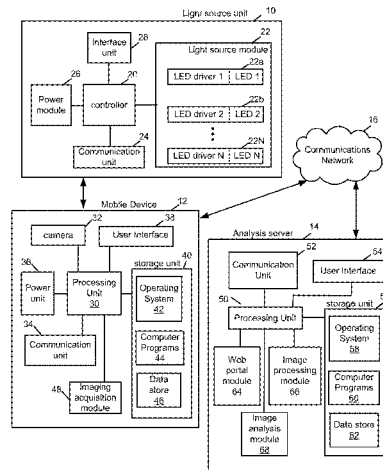 Light source unit
10
Interface unit
28
Light source module
22
22a
LED driver 1
LED 1
Power module
26
controller
20
22b
LED driver 2
LED 2
Communication unit
24
22N
LED driver N
LED N
Communications Network
16
Mobile Device
12
camera
32
User Interface
38
Power unit
36
Processing Unit
30
storage unit
40
Operating System
42
Computer Programs
44
Data store
46
Communication unit
34
Imaging acquisition module
48
Analysis server
14
Communication Unit
52
User Interface
54
Processing Unit
50
storage unit
Operating System
58
Computer Programs
60
Data store
62
Web portal module
64
Image processing module
66
Image analysis module
68